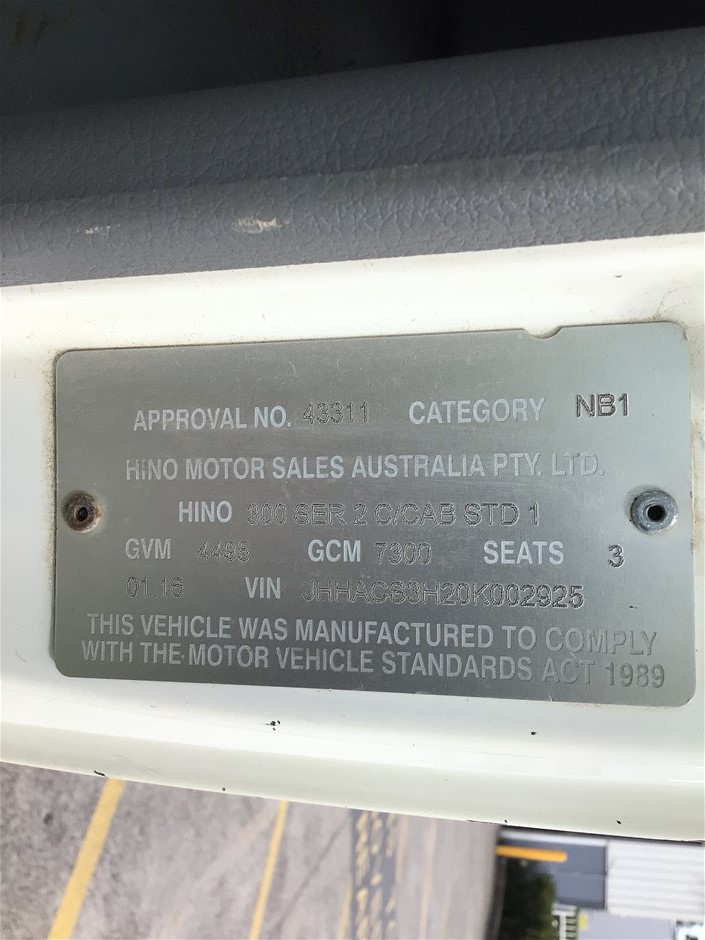 APPROVAL NO. 43311 CATEGORY NB1
HINO MOTOR SALES AUSTRALIA PTY. LTD.
HINO 300 SER 2 C/CAB STD 1
GVM 4495 GCM 7300 SEATS 3
01.16 VIN JHHACS3H20K002925
THIS VEHICLE WAS MANUFACTURED TO COMPLY
WITH THE MOTOR VEHICLE STANDARDS ACT 1989